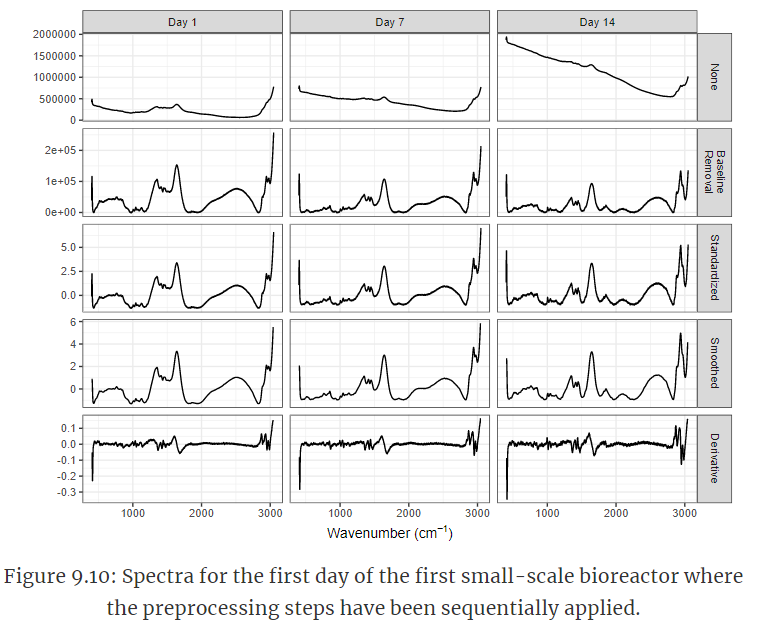 Day 1 Day 7 Day 14
2000000
1500000
1000000
500000
0
None
2e+05
1e+05
0e+00
Baseline
Removal
5.0
2.5
0.0
Standardized
6
4
2
0
Smoothed
0.1
0.0
-0.1
-0.2
-0.3
Derivative
1000 2000 3000 1000 2000 3000 1000 2000 3000
Wavenumber (cm⁻¹)
Figure 9.10: Spectra for the first day of the first small-scale bioreactor where
the preprocessing steps have been sequentially applied.